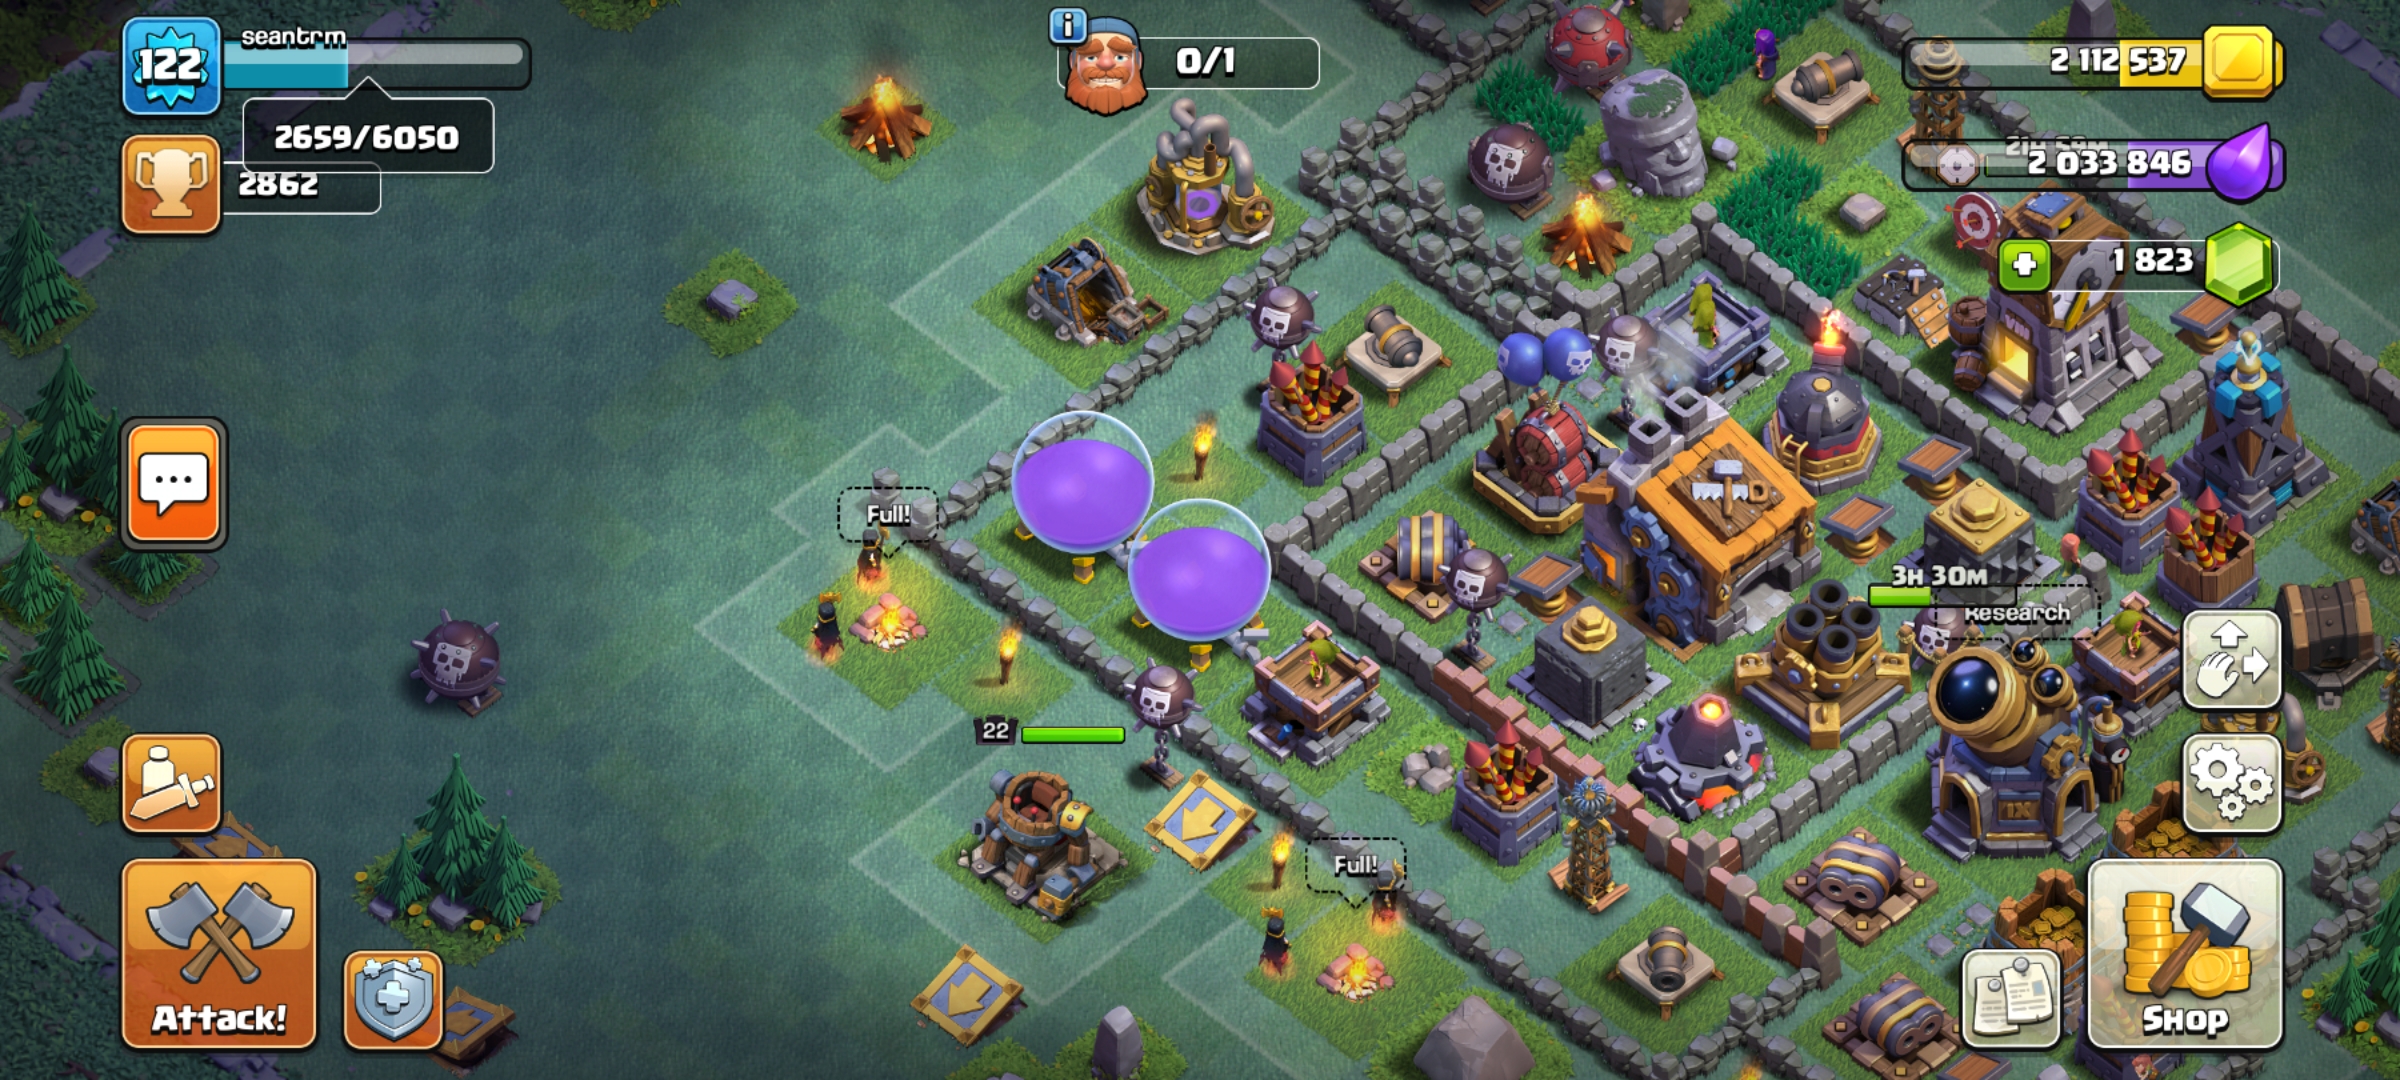 122
seantrm
2659/6050
2862
i
0/1
2 112 537
2 033 846
1 823
Full!
3H 30M
Research
22
Full!
IX
Attack!
Shop